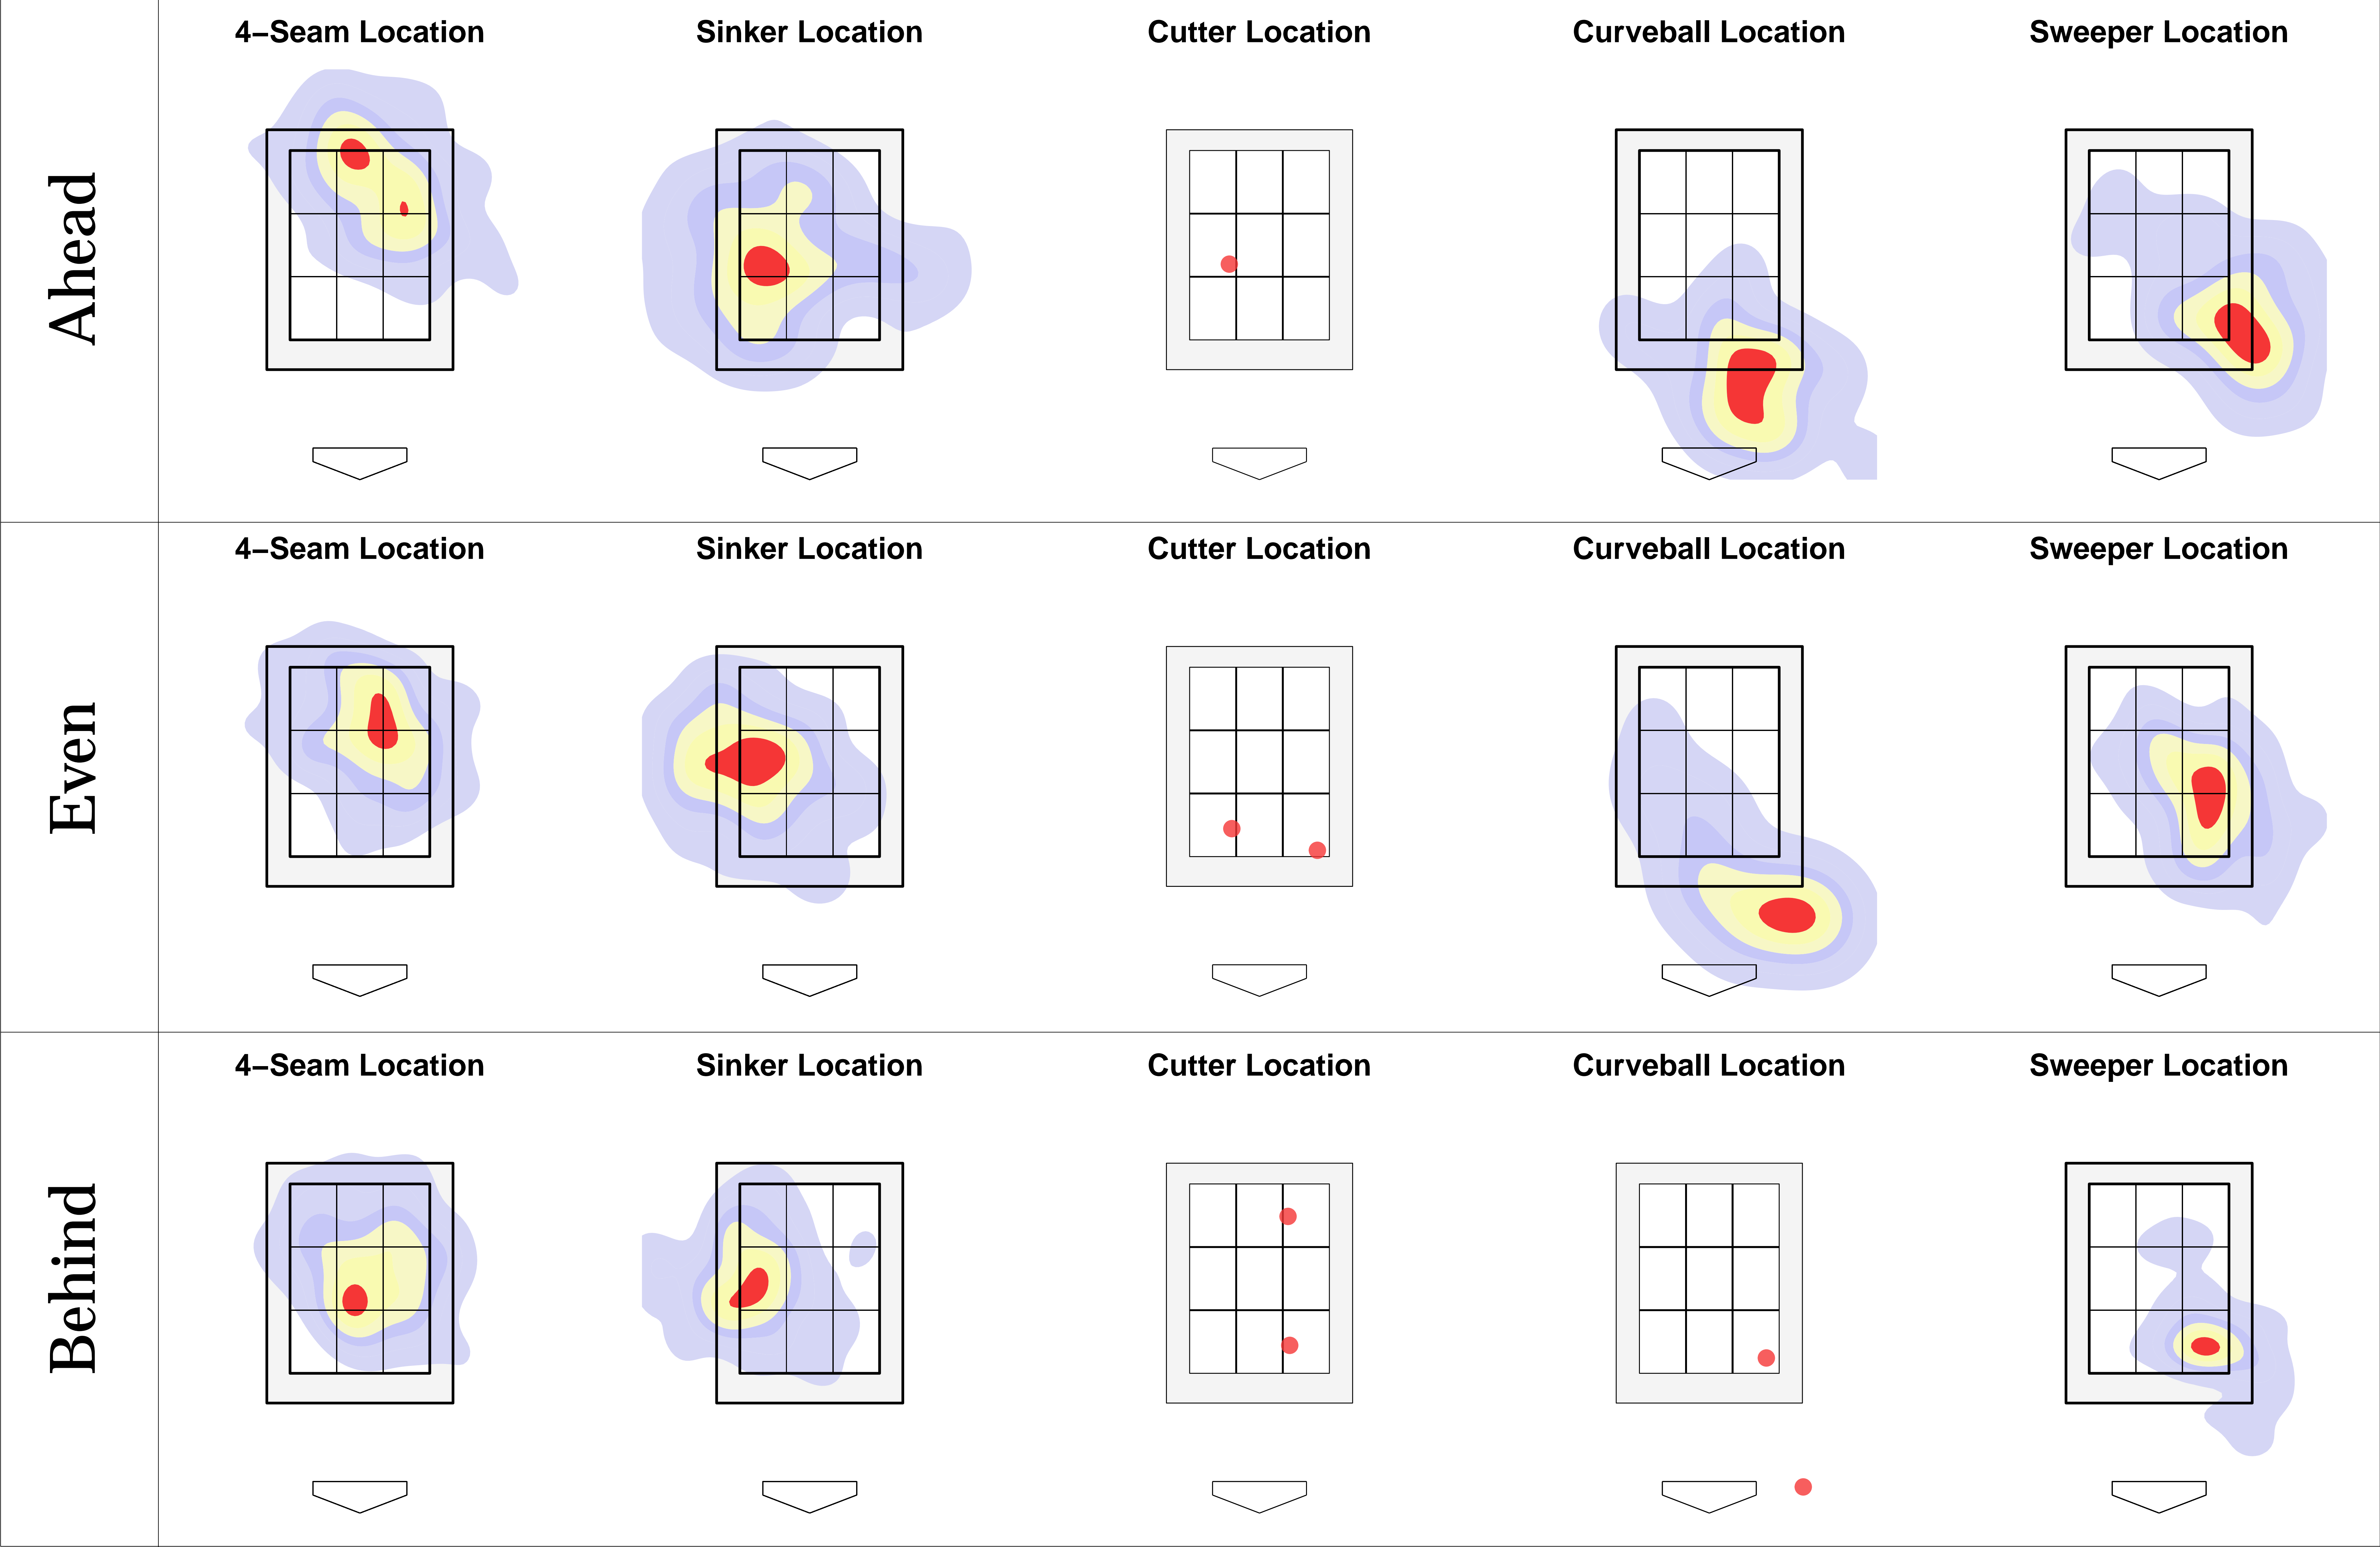 4–Seam Location
Sinker Location
Cutter Location
Curveball Location
Sweeper Location
Ahead
4–Seam Location
Sinker Location
Cutter Location
Curveball Location
Sweeper Location
Even
4–Seam Location
Sinker Location
Cutter Location
Curveball Location
Sweeper Location
Behind